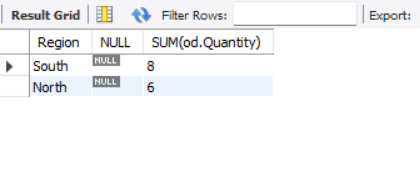 Result Grid Filter Rows: Export:
Region NULL SUM(od.Quantity)
South NULL 8
North NULL 6